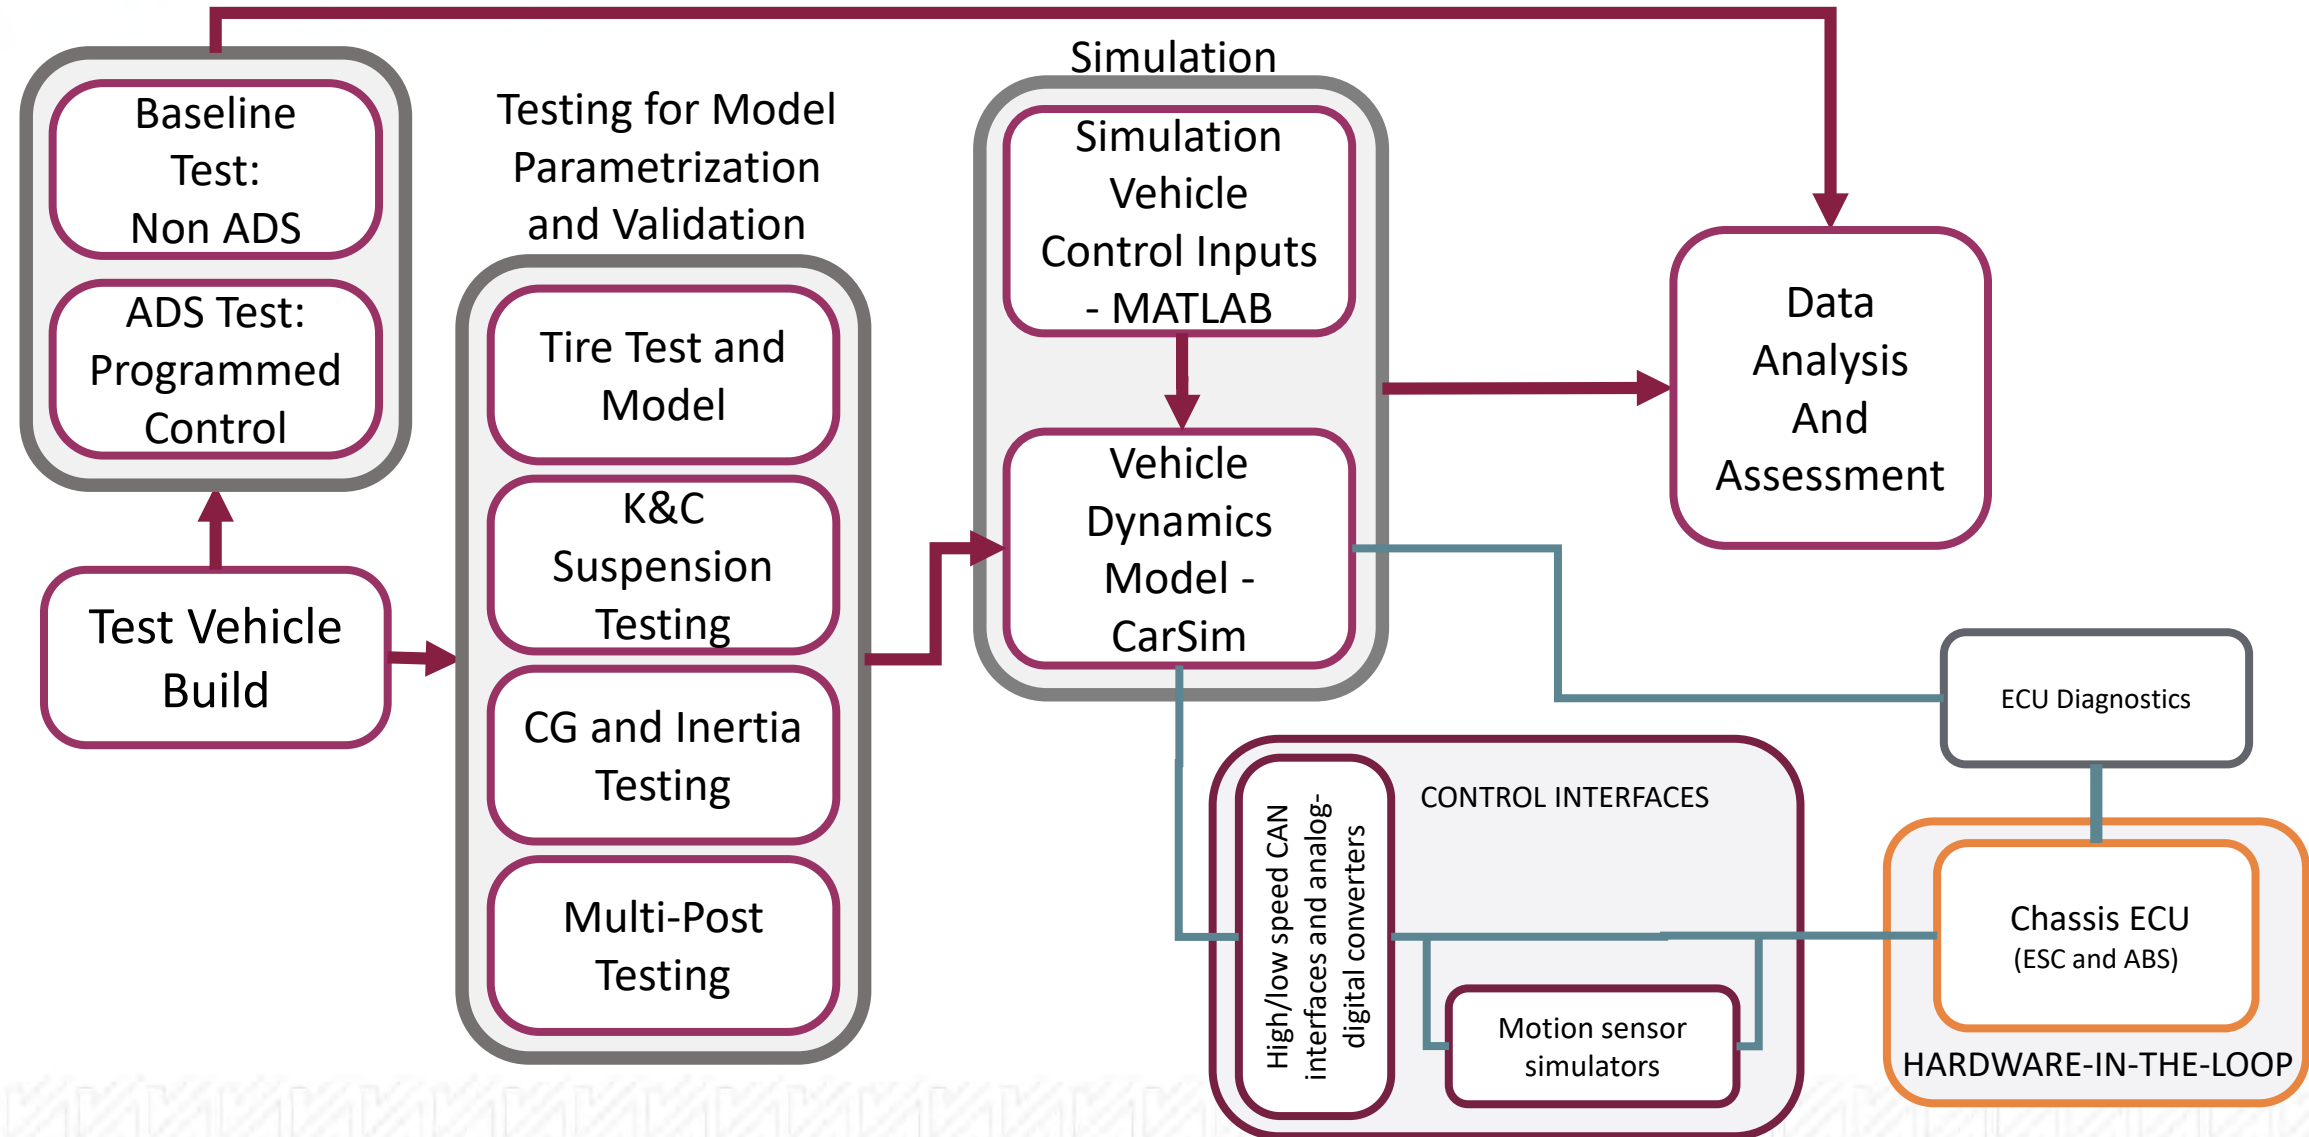 Baseline
Test:
Non ADS
ADS Test:
Programmed
Control
Test Vehicle
Build
Testing for Model
Parametrization
and Validation
Tire Test and
Model
K&C
Suspension
Testing
CG and Inertia
Testing
Multi-Post
Testing
Simulation
Simulation
Vehicle
Control Inputs
- MATLAB
Vehicle
Dynamics
Model -
CarSim
Data
Analysis
And
Assessment
ECU Diagnostics
CONTROL INTERFACES
High/low speed CAN
interfaces and analog-
digital converters
Motion sensor
simulators
Chassis ECU
(ESC and ABS)
HARDWARE-IN-THE-LOOP